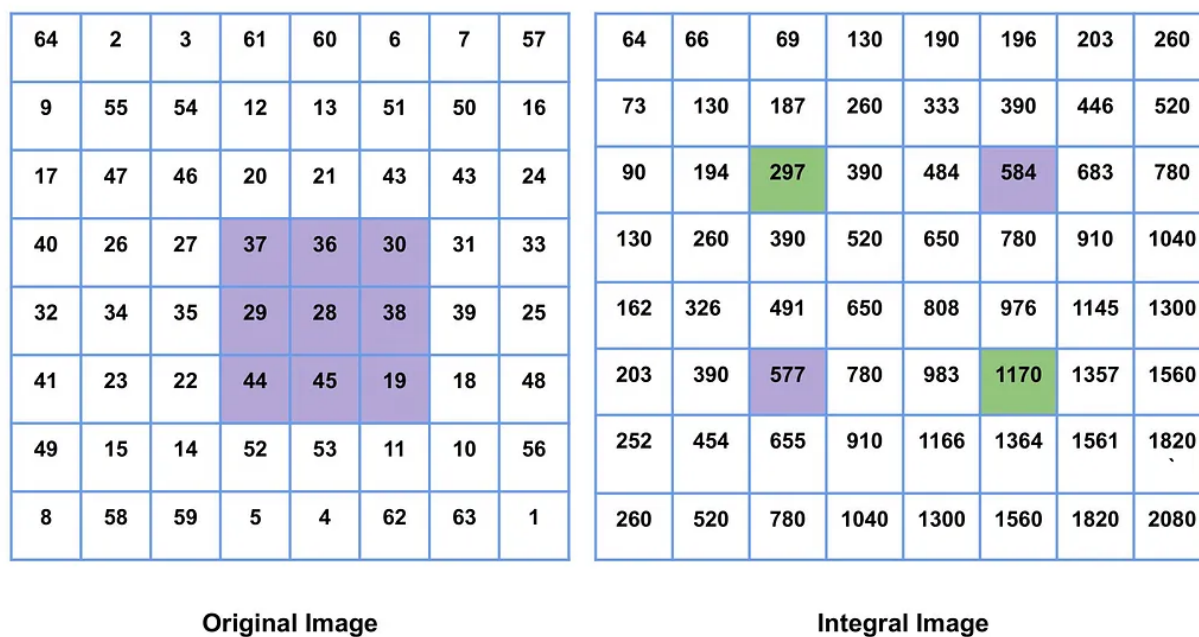 64 2 3 61 60 6 7 57
9 55 54 12 13 51 50 16
17 47 46 20 21 43 43 24
40 26 27 37 36 30 31 33
32 34 35 29 28 38 39 25
41 23 22 44 45 19 18 48
49 15 14 52 53 11 10 56
8 58 59 5 4 62 63 1
Original Image
64 66 69 130 190 196 203 260
73 130 187 260 333 390 446 520
90 194 297 390 484 584 683 780
130 260 390 520 650 780 910 1040
162 326 491 650 808 976 1145 1300
203 390 577 780 983 1170 1357 1560
252 454 655 910 1166 1364 1561 1820
`
260 520 780 1040 1300 1560 1820 2080
Integral Image